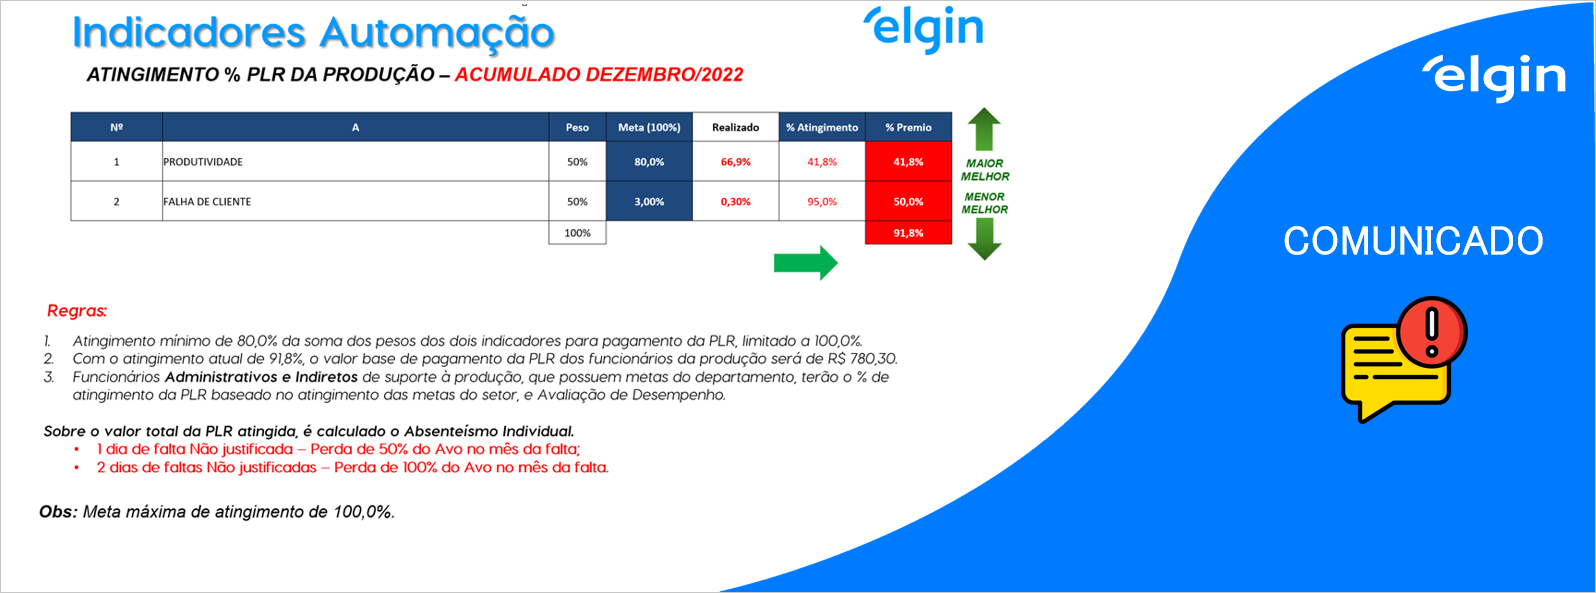 Indicadores Automação
elgin
ATINGIMENTO % PLR DA PRODUÇÃO – ACUMULADO DEZEMBRO/2022
elgin
Nº A Peso Meta (100%) Realizado % Atingimento % Premio
1 PRODUTIVIDADE 50% 80,0% 66,9% 41,8% 41,8%
MAIOR
MELHOR
2 FALHA DE CLIENTE 50% 3,00% 0,30% 95,0% 50,0%
MENOR
MELHOR
100% 91,8%
COMUNICADO
Regras:
1. Atingimento mínimo de 80,0% da soma dos pesos dos dois indicadores para pagamento da PLR, limitado a 100,0%.
2. Com o atingimento atual de 91,8%, o valor base de pagamento da PLR dos funcionários da produção será de R$ 780,30.
3. Funcionários Administrativos e Indiretos de suporte à produção, que possuem metas do departamento, terão o % de
atingimento da PLR baseado no atingimento das metas do setor, e Avaliação de Desempenho.
Sobre o valor total da PLR atingida, é calculado o Absenteísmo Individual.
• 1 dia de falta Não justificada – Perda de 50% do Avo no mês da falta;
• 2 dias de faltas Não justificadas – Perda de 100% do Avo no mês da falta.
Obs: Meta máxima de atingimento de 100,0%.